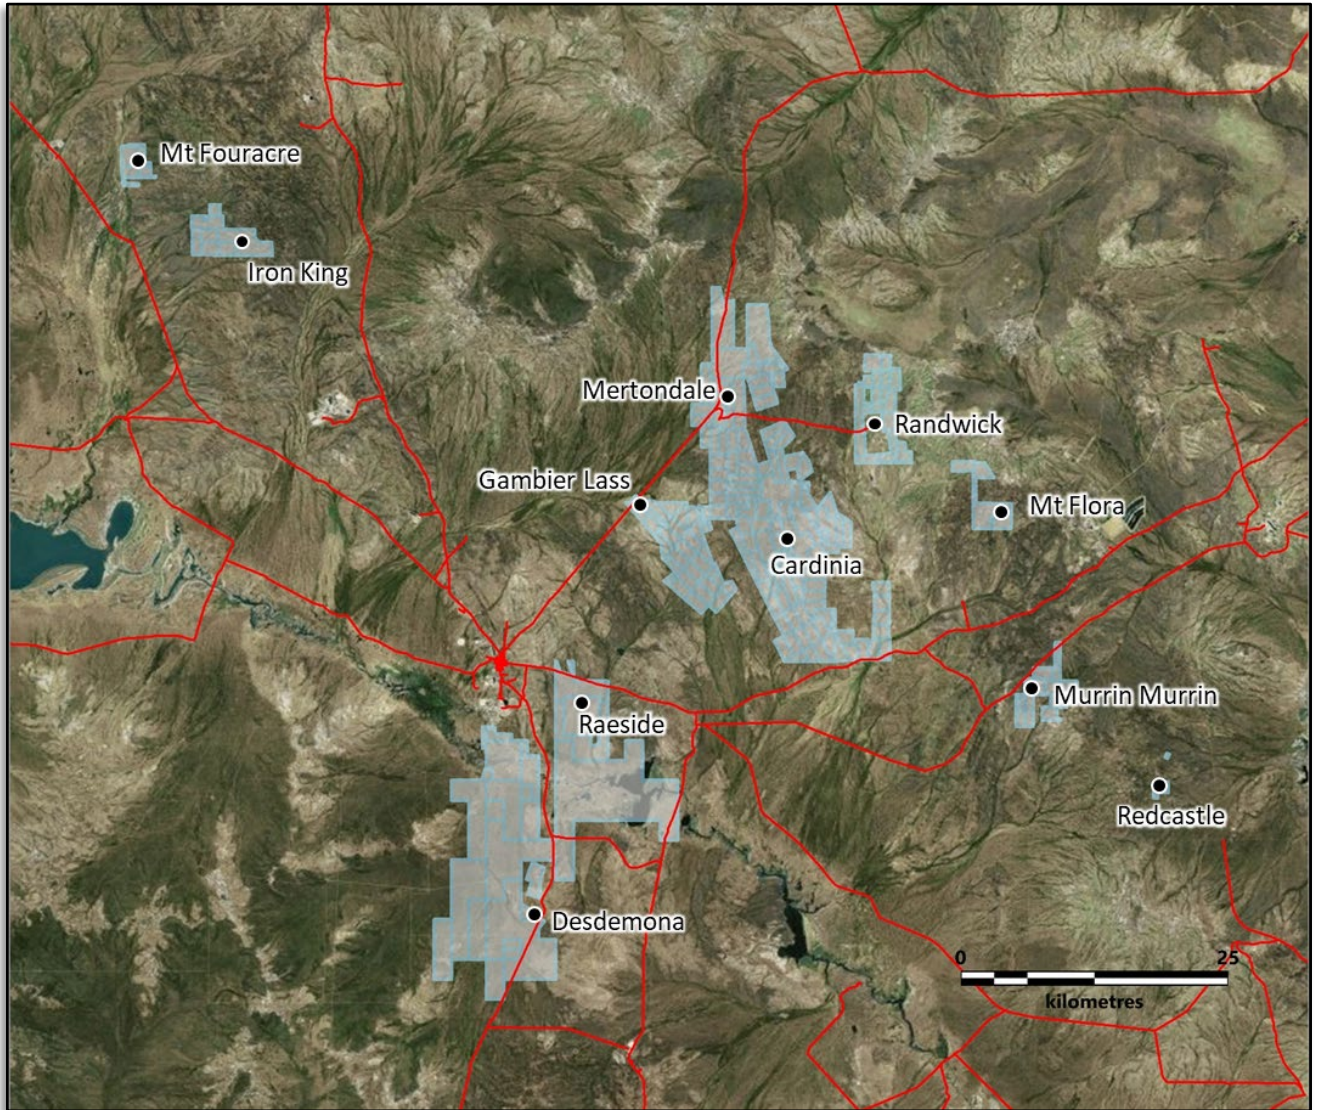 Mt Fouracre
Iron King
Mertondale
Randwick
Gambier Lass
Mt Flora
Cardinia
Murrin Murrin
Raeside
Redcastle
Desdemona
0 25
kilometres